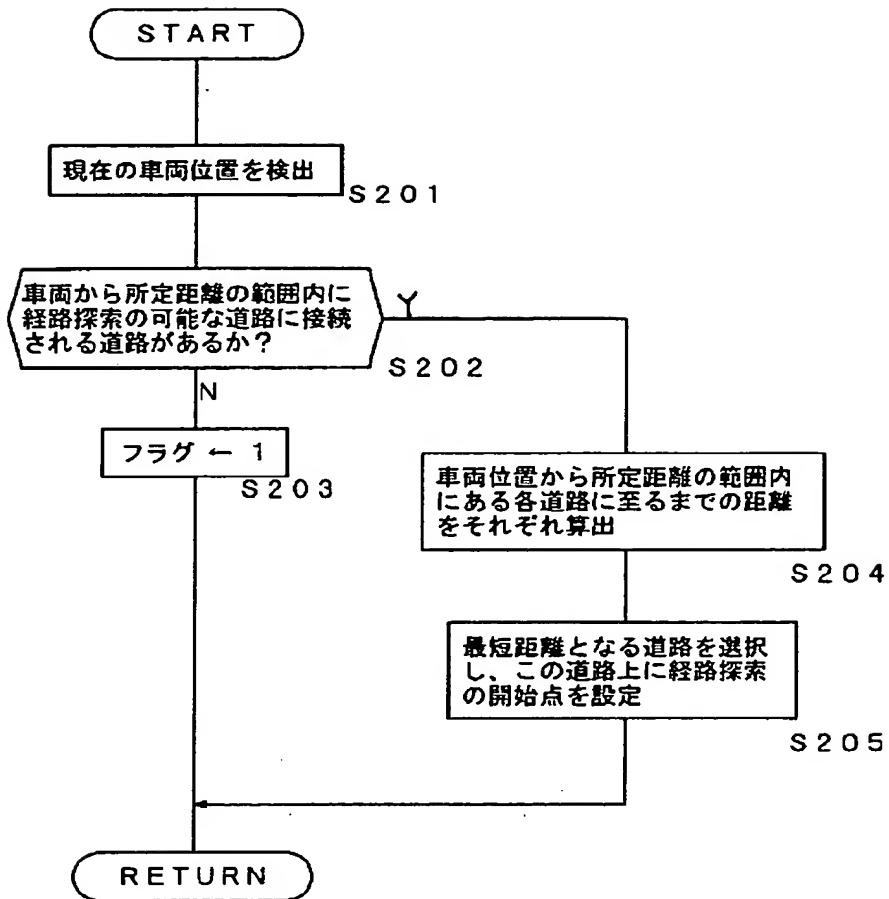 START
現在の車両位置を検出
S201
車両から所定距離の範囲内に
経路探索の可能な道路に接続
される道路があるか?
Y
S202
N
フラグ ← 1
S203
車両位置から所定距離の範囲内
にある各道路に至るまでの距離
をそれぞれ算出
S204
最短距離となる道路を選択
し、この道路上に経路探索
の開始点を設定
S205
RETURN